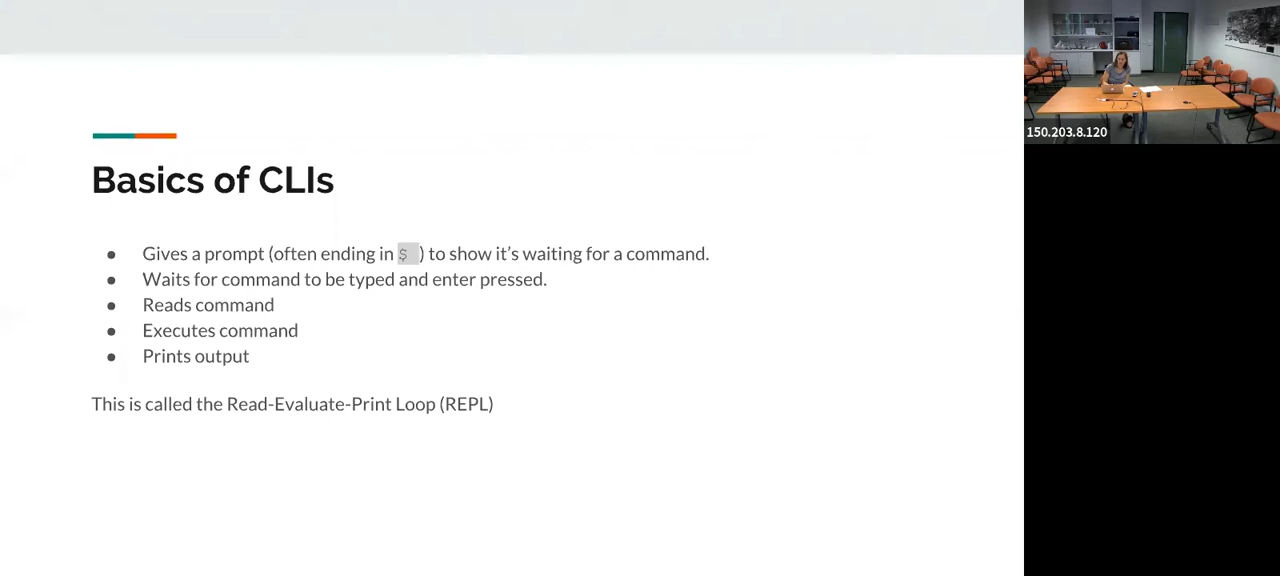 Basics of CLIs
● Gives a prompt (often ending in $ ) to show it's waiting for a command.
● Waits for command to be typed and enter pressed.
● Reads command
● Executes command
● Prints output
This is called the Read-Evaluate-Print Loop (REPL)
150.203.8.120